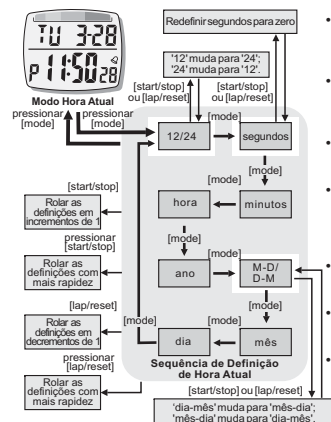 TU 3-28
P 11:50 28
Modo Hora Atual
pressionar
[mode]
pressionar
[mode]
Redefinir segundos para zero
'12' muda para '24';
'24' muda para '12'.
[start/stop]
ou [lap/reset]
[start/stop]
ou [lap/reset]
[mode]
12/24
segundos
[mode]
[mode]
hora
minutos
[mode]
[mode]
ano
M-D/
D-M
[mode]
[mode]
[mode]
dia
mês
Sequência de Definição
de Hora Atual
[start/stop]
Rolar as
definições em
incrementos de 1
pressionar
[start/stop]
Rolar as
definições com
mais rapidez
[lap/reset]
Rolar as
definições em
decrementos de 1
pressionar
[lap/reset]
Rolar as
definições com
mais rapidez
[start/stop] ou [lap/reset]
'dia-mês' muda para 'mês-dia';
'mês-dia' muda para 'dia-mês'.